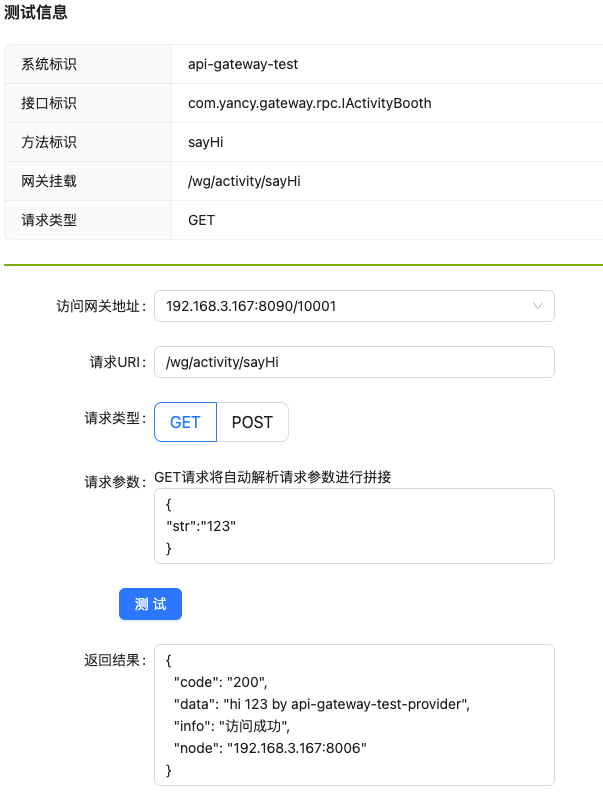 测试信息
系统标识 api-gateway-test
接口标识 com.yancy.gateway.rpc.IActivityBooth
方法标识 sayHi
网关挂载 /wg/activity/sayHi
请求类型 GET
访问网关地址: 192.168.3.167:8090/10001
请求URI: /wg/activity/sayHi
请求类型: GET POST
请求参数: GET请求将自动解析请求参数进行拼接
{
"str":"123"
}
测 试
返回结果: {
"code": "200",
"data": "hi 123 by api-gateway-test-provider",
"info": "访问成功",
"node": "192.168.3.167:8006"
}